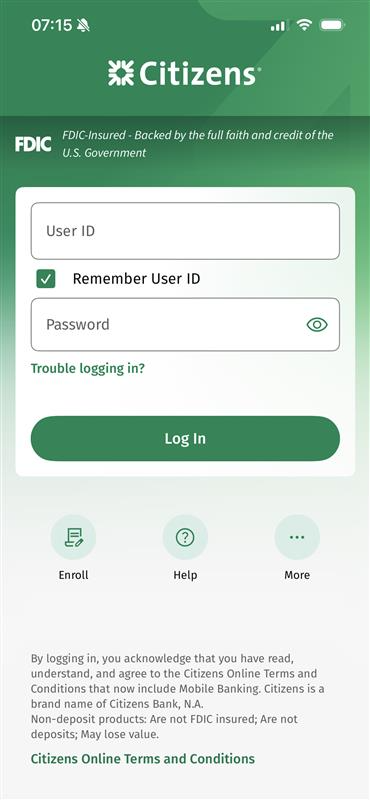 07:15
Citizens
FDIC
FDIC-Insured - Backed by the full faith and credit of the
U.S. Government
User ID
Remember User ID
Password
Trouble logging in?
Log In
Enroll
Help
More
By logging in, you acknowledge that you have read,
understand, and agree to the Citizens Online Terms and
Conditions that now include Mobile Banking. Citizens is a
brand name of Citizens Bank, N.A.
Non-deposit products: Are not FDIC insured; Are not
deposits; May lose value.
Citizens Online Terms and Conditions